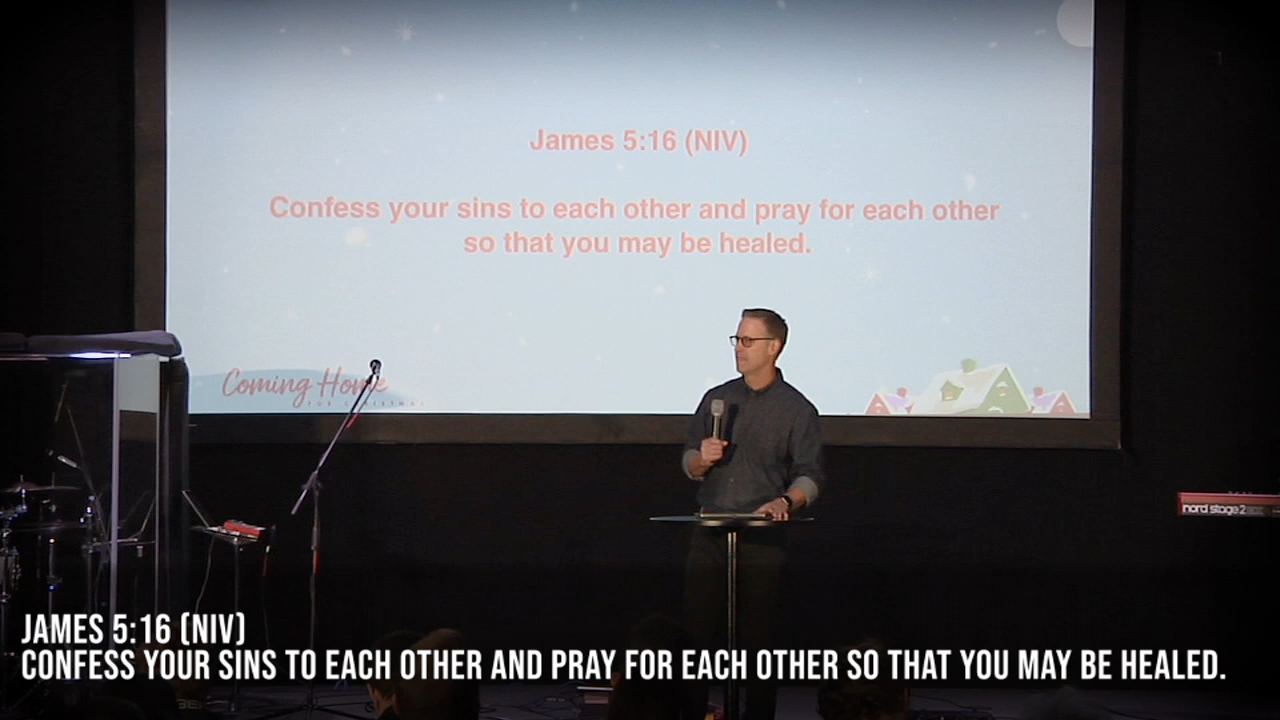 James 5:16 (NIV)
Confess your sins to each other and pray for each other
so that you may be healed.
Coming Home
FOR CHRISTMAS
nord stage 2
JAMES 5:16 (NIV)
CONFESS YOUR SINS TO EACH OTHER AND PRAY FOR EACH OTHER SO THAT YOU MAY BE HEALED.